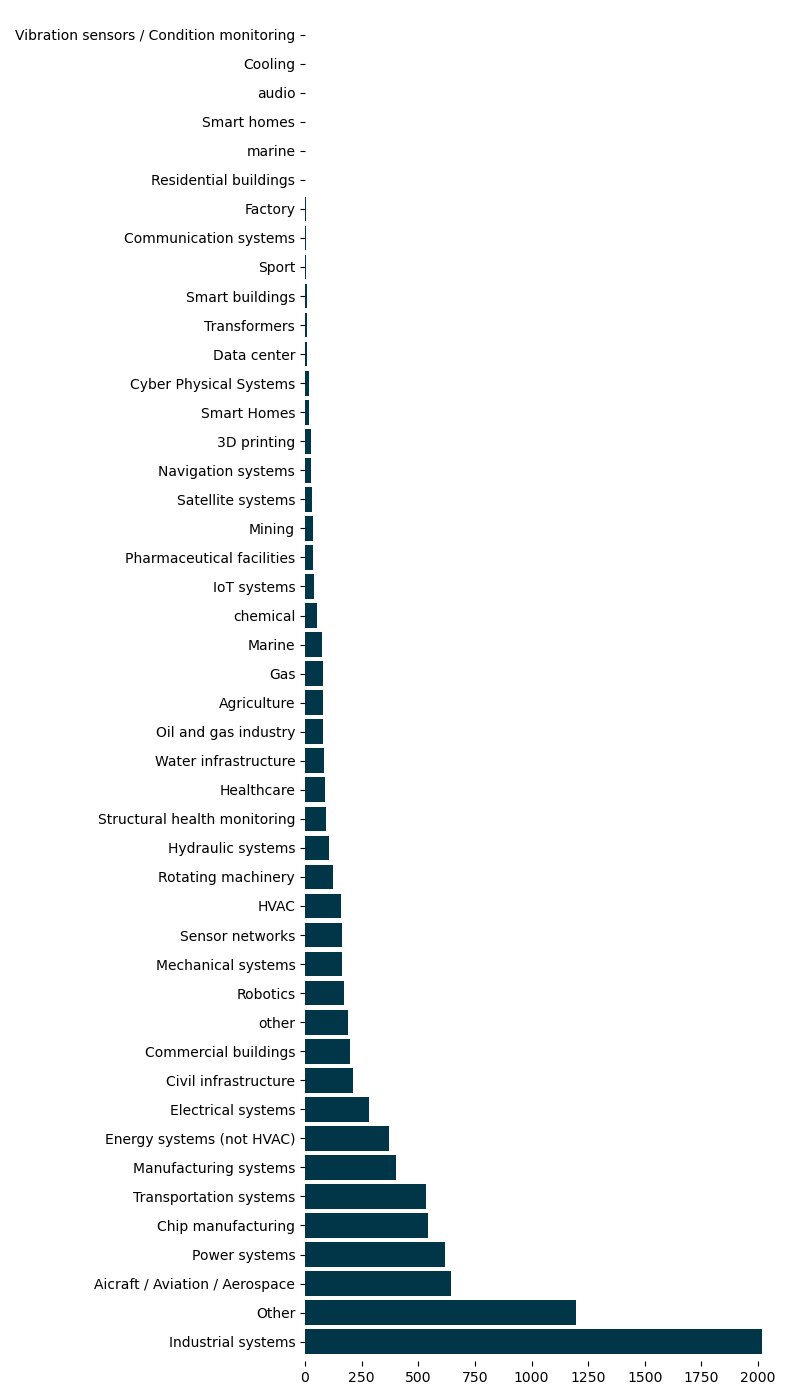 Vibration sensors / Condition monitoring
Cooling
audio
Smart homes
marine
Residential buildings
Factory
Communication systems
Sport
Smart buildings
Transformers
Data center
Cyber Physical Systems
Smart Homes
3D printing
Navigation systems
Satellite systems
Mining
Pharmaceutical facilities
IoT systems
chemical
Marine
Gas
Agriculture
Oil and gas industry
Water infrastructure
Healthcare
Structural health monitoring
Hydraulic systems
Rotating machinery
HVAC
Sensor networks
Mechanical systems
Robotics
other
Commercial buildings
Civil infrastructure
Electrical systems
Energy systems (not HVAC)
Manufacturing systems
Transportation systems
Chip manufacturing
Power systems
Aicraft / Aviation / Aerospace
Other
Industrial systems
0 250 500 750 1000 1250 1500 1750 2000